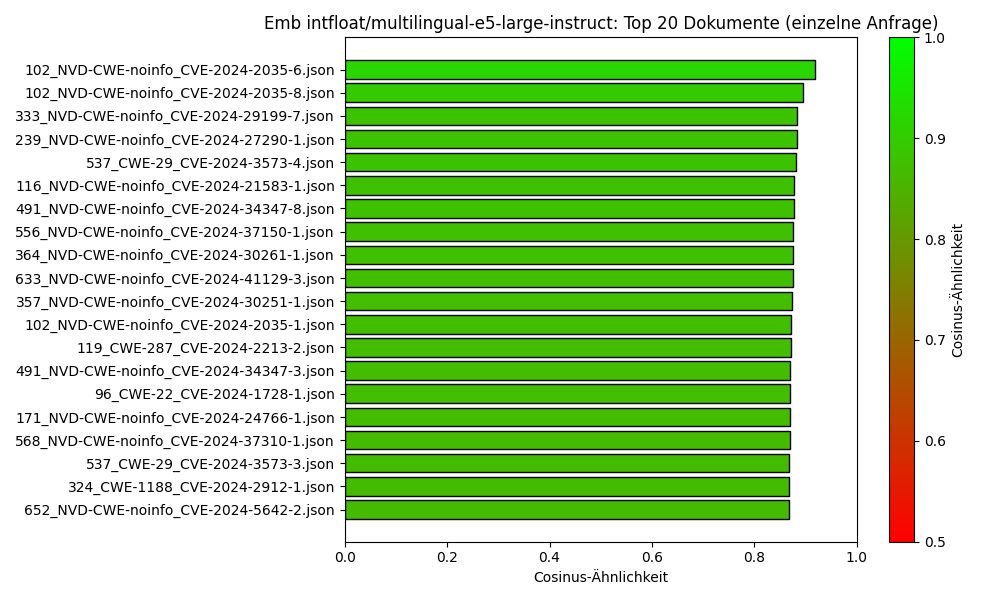 Emb intfloat/multilingual-e5-large-instruct: Top 20 Dokumente (einzelne Anfrage)
102_NVD-CWE-noinfo_CVE-2024-2035-6.json
102_NVD-CWE-noinfo_CVE-2024-2035-8.json
333_NVD-CWE-noinfo_CVE-2024-29199-7.json
239_NVD-CWE-noinfo_CVE-2024-27290-1.json
537_CWE-29_CVE-2024-3573-4.json
116_NVD-CWE-noinfo_CVE-2024-21583-1.json
491_NVD-CWE-noinfo_CVE-2024-34347-8.json
556_NVD-CWE-noinfo_CVE-2024-37150-1.json
364_NVD-CWE-noinfo_CVE-2024-30261-1.json
633_NVD-CWE-noinfo_CVE-2024-41129-3.json
357_NVD-CWE-noinfo_CVE-2024-30251-1.json
102_NVD-CWE-noinfo_CVE-2024-2035-1.json
119_CWE-287_CVE-2024-2213-2.json
491_NVD-CWE-noinfo_CVE-2024-34347-3.json
96_CWE-22_CVE-2024-1728-1.json
171_NVD-CWE-noinfo_CVE-2024-24766-1.json
568_NVD-CWE-noinfo_CVE-2024-37310-1.json
537_CWE-29_CVE-2024-3573-3.json
324_CWE-1188_CVE-2024-2912-1.json
652_NVD-CWE-noinfo_CVE-2024-5642-2.json
0.0 0.2 0.4 0.6 0.8 1.0
Cosinus-Ähnlichkeit
1.0
0.9
0.8
0.7
0.6
0.5
Cosinus-Ähnlichkeit